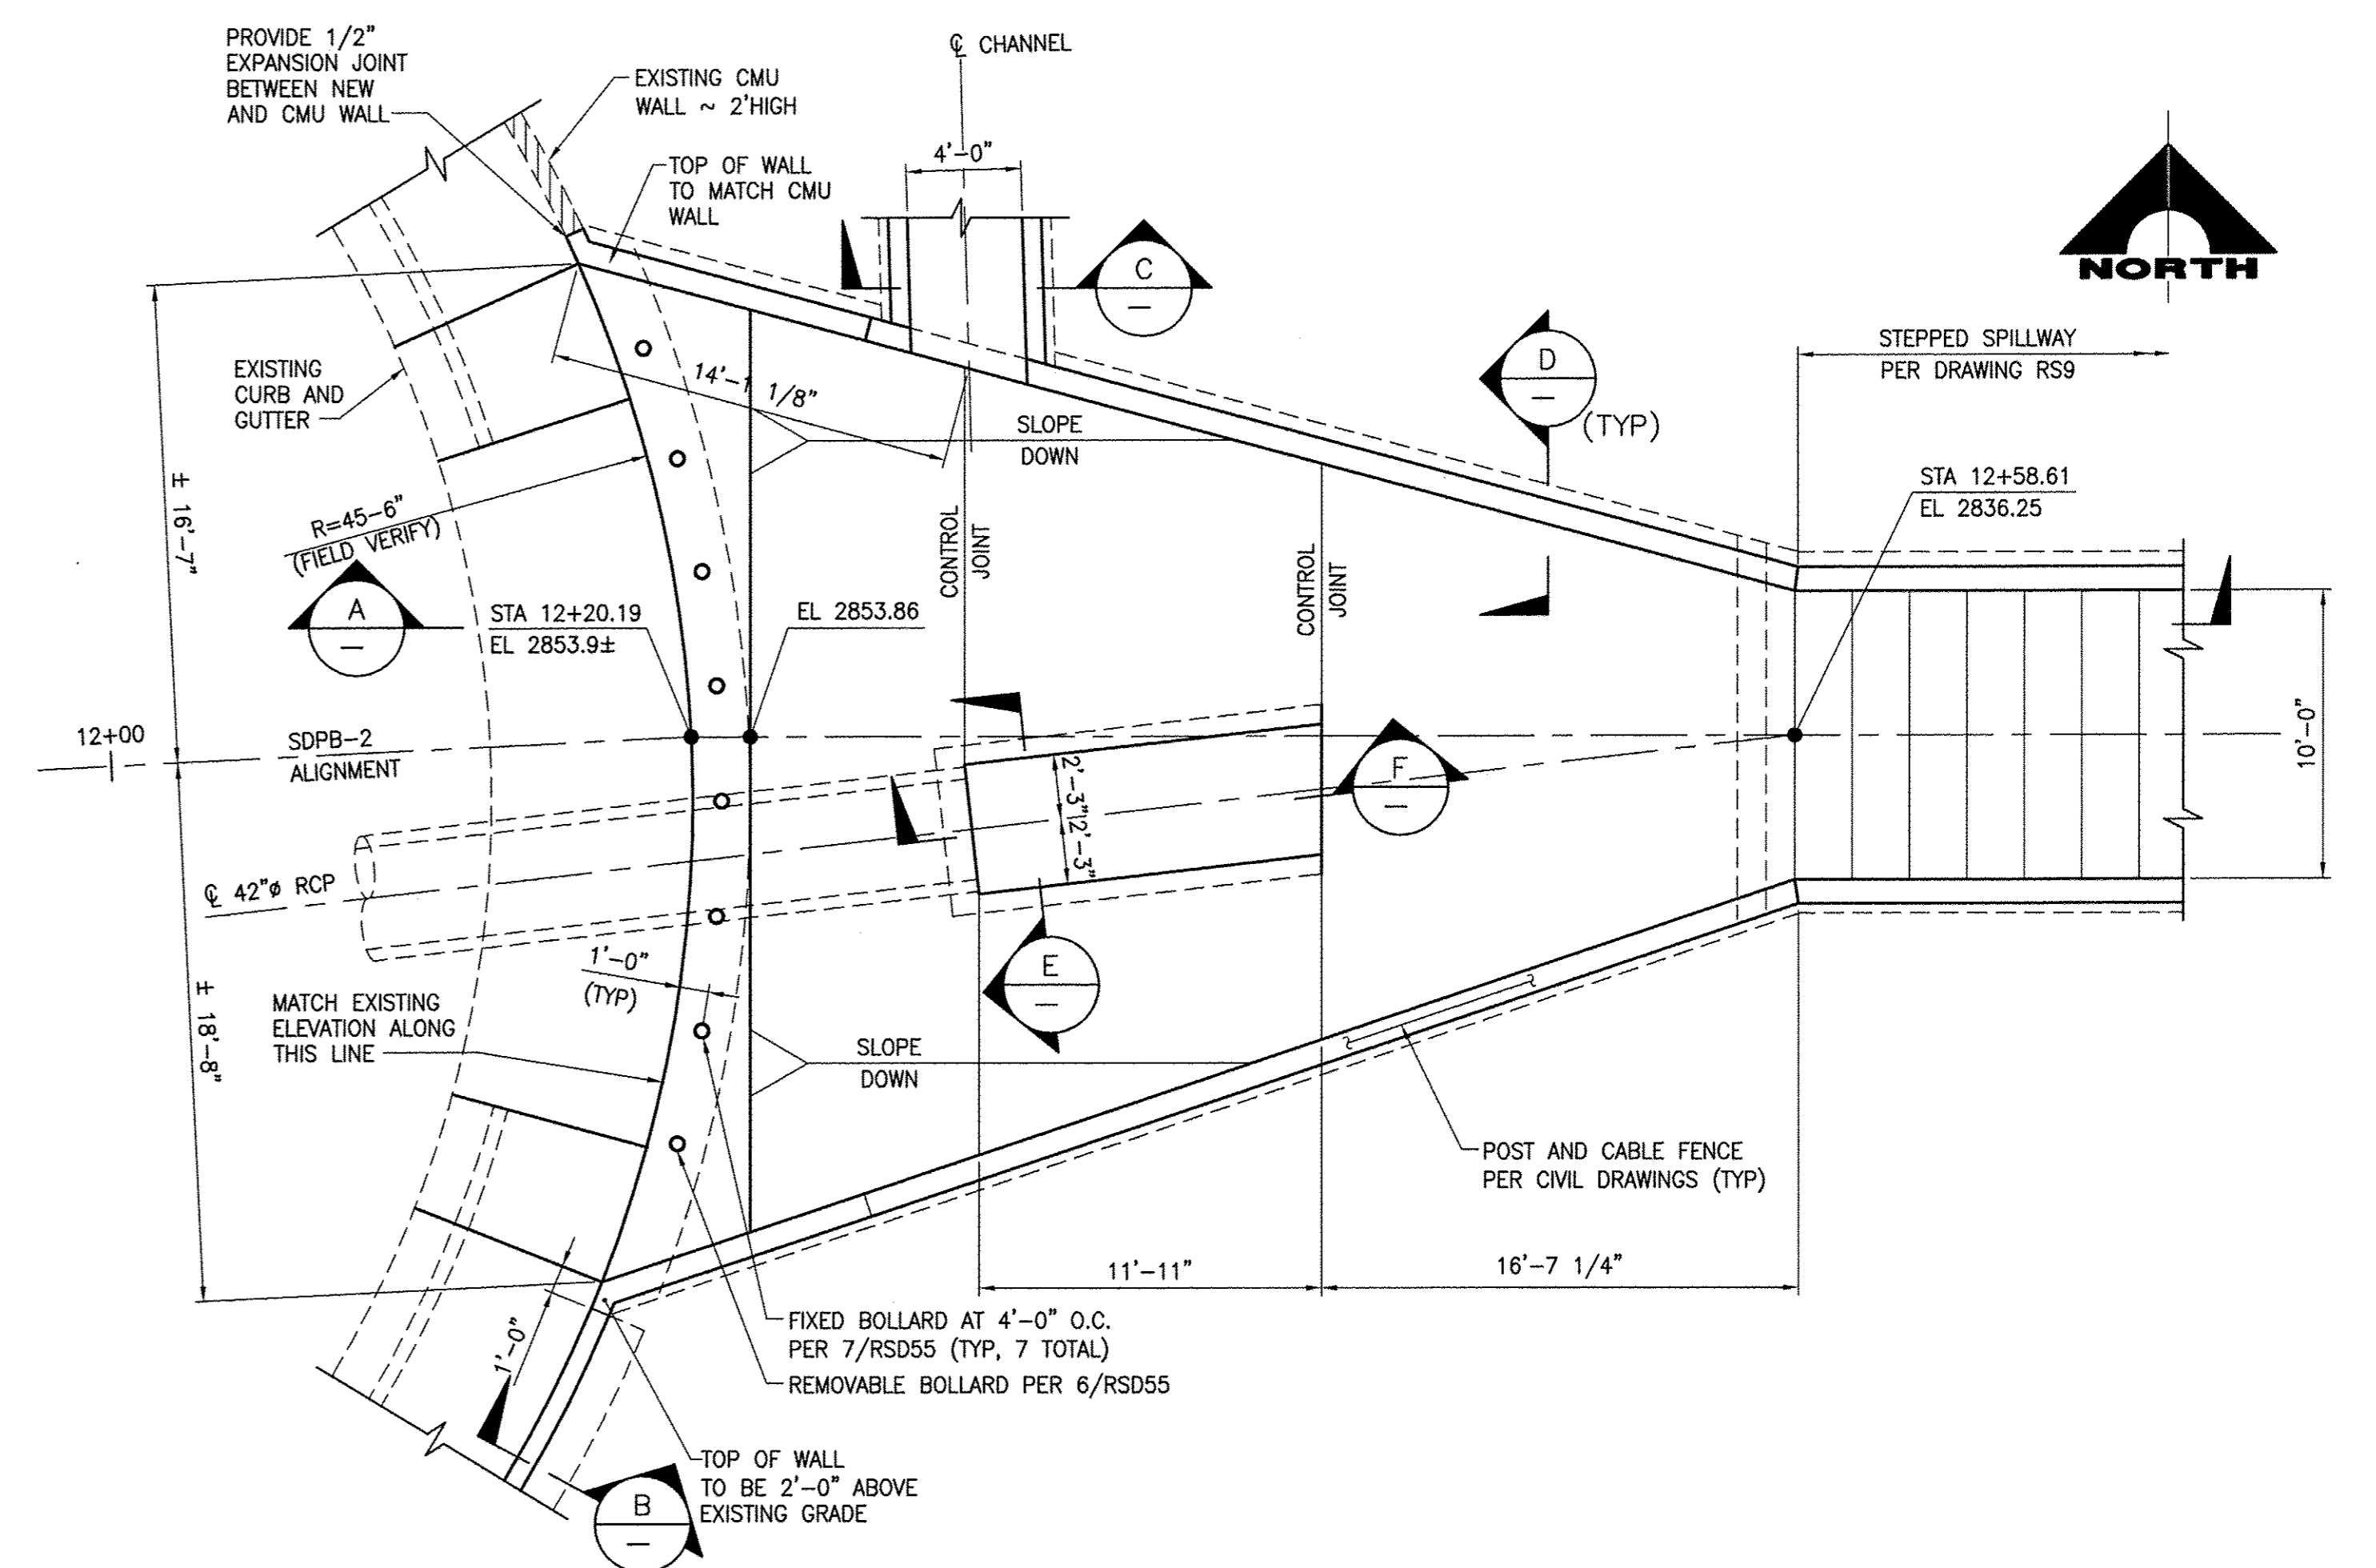 PROVIDE 1/2"
EXPANSION JOINT
BETWEEN NEW
AND CMU WALL
EXISTING CMU
WALL ~ 2'HIGH
℄ CHANNEL
4'-0"
TOP OF WALL
TO MATCH CMU
WALL
C
—
NORTH
D
—
(TYP)
STEPPED SPILLWAY
PER DRAWING RS9
EXISTING
CURB AND
GUTTER
14'-1 1/8"
SLOPE
DOWN
STA 12+58.61
EL 2836.25
± 16'-7"
R=45-6"
(FIELD VERIFY)
CONTROL
JOINT
CONTROL
JOINT
A
—
STA 12+20.19
EL 2853.9±
EL 2853.86
12+00
SDPB-2
ALIGNMENT
2'-3"
2'-3"
F
—
10'-0"
℄ 42"ø RCP
1'-0"
(TYP)
E
—
± 18'-8"
MATCH EXISTING
ELEVATION ALONG
THIS LINE
SLOPE
DOWN
POST AND CABLE FENCE
PER CIVIL DRAWINGS (TYP)
11'-11"
16'-7 1/4"
1'-0"
FIXED BOLLARD AT 4'-0" O.C.
PER 7/RSD55 (TYP, 7 TOTAL)
REMOVABLE BOLLARD PER 6/RSD55
TOP OF WALL
TO BE 2'-0" ABOVE
EXISTING GRADE
B
—